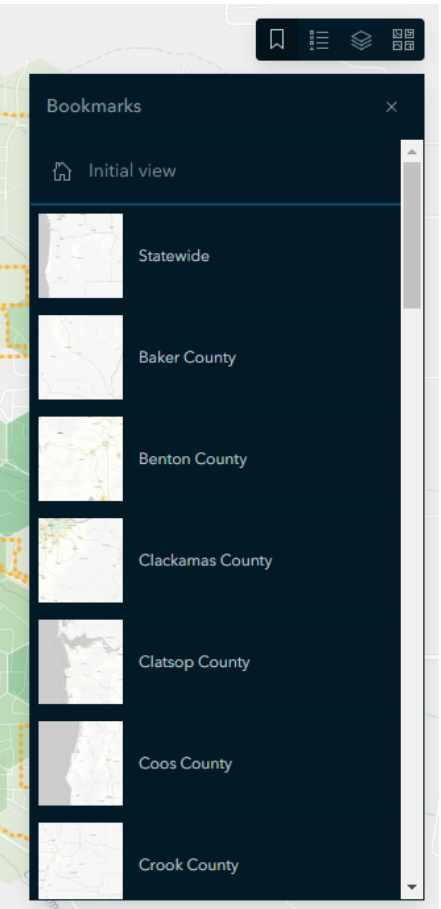 Bookmarks
Initial view
Statewide
Baker County
Benton County
Clackamas County
Clatsop County
Coos County
Crook County